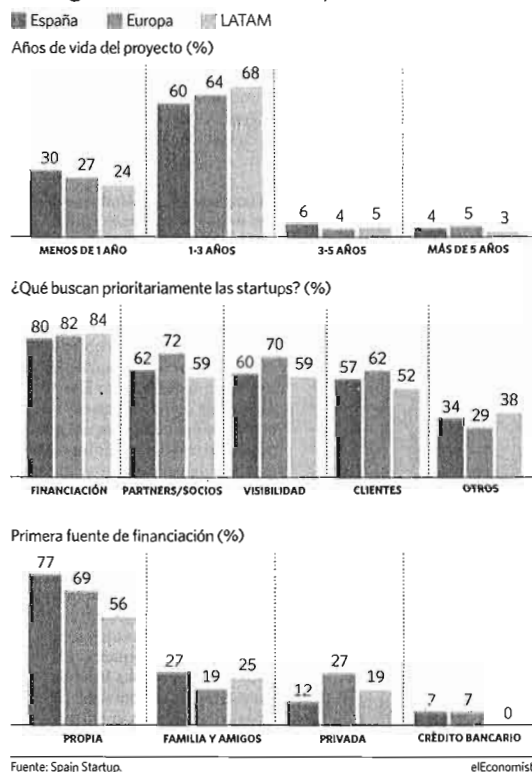 España Europa LATAM
Años de vida del proyecto (%)
30 27 24
60 64 68
6 4 5
4 5 3
MENOS DE 1 AÑO 1-3 AÑOS 3-5 AÑOS MÁS DE 5 AÑOS
¿Qué buscan prioritariamente las startups? (%)
80 82 84
62 72 59
60 70 59
57 62 52
34 29 38
FINANCIACIÓN PARTNERS/SOCIOS VISIBILIDAD CLIENTES OTROS
Primera fuente de financiación (%)
77 69 56
27 19 25
12 27 19
7 7 0
PROPIA FAMILIA Y AMIGOS PRIVADA CRÉDITO BANCARIO
Fuente: Spain Startup. elEconomist